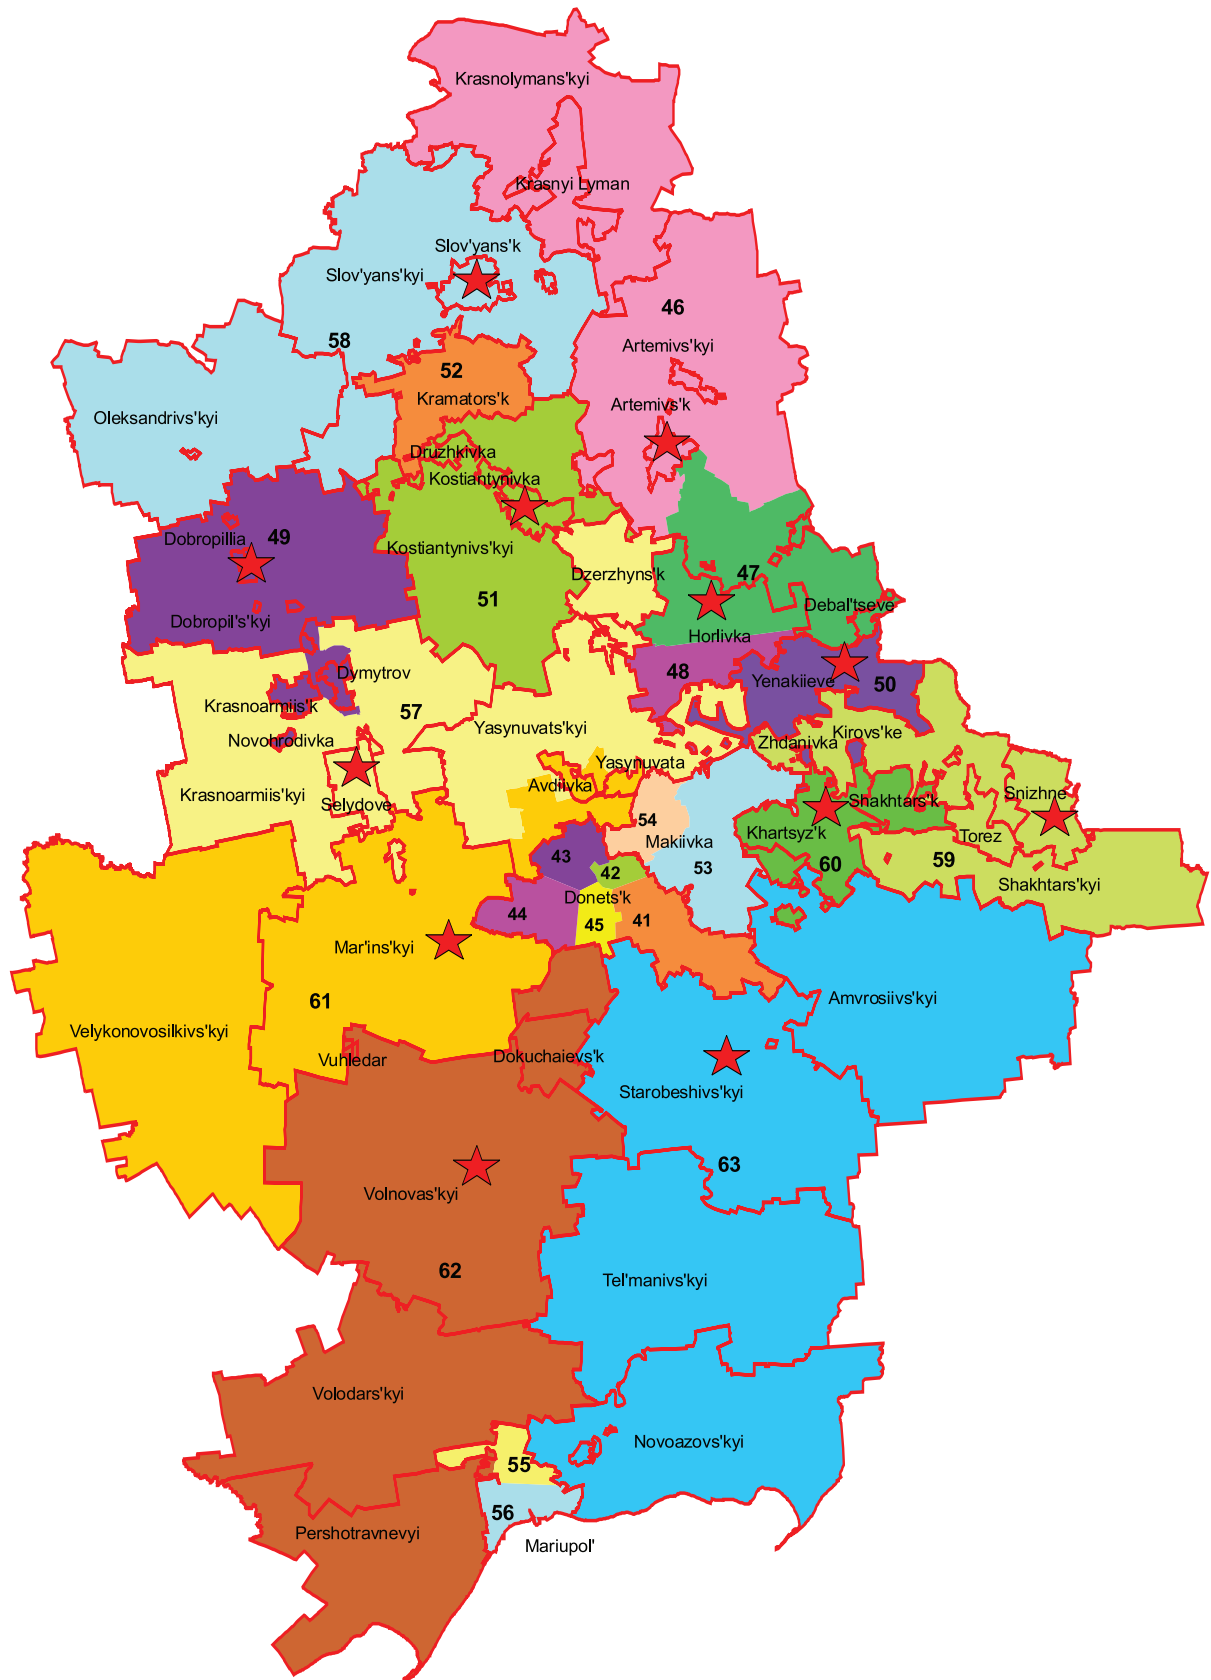 Krasnolymans'kyi
Krasnyi Lyman
Slov'yans'k
Slov'yans'kyi
46
58
Artemivs'kyi
52
Kramators'k
Artemivs'k
Oleksandrivs'kyi
Druzhkivka
Kostiantynivka
Dobropillia
49
Kostiantynivs'kyi
Dzerzhyns'k
47
51
Debal'tseve
Dobropil's'kyi
Horlivka
Dymytrov
48
Yenakiieve
50
Krasnoarmiis'k
57
Yasynuvats'kyi
Kirovs'ke
Novohrodivka
Zhdanivka
Yasynuvata
Avdiivka
Krasnoarmiis'kyi
Selydove
Shakhtars'k
Snizhne
54
Makiivka
Khartsyz'k
Torez
43
42
53
60
59
Shakhtars'kyi
Donets'k
44
45
41
Mar'ins'kyi
61
Amvrosiivs'kyi
Velykonovosilkivs'kyi
Vuhledar
Dokuchaievs'k
Starobeshivs'kyi
63
Volnovas'kyi
62
Tel'manivs'kyi
Volodars'kyi
Novoazovs'kyi
55
56
Pershotravnevyi
Mariupol'